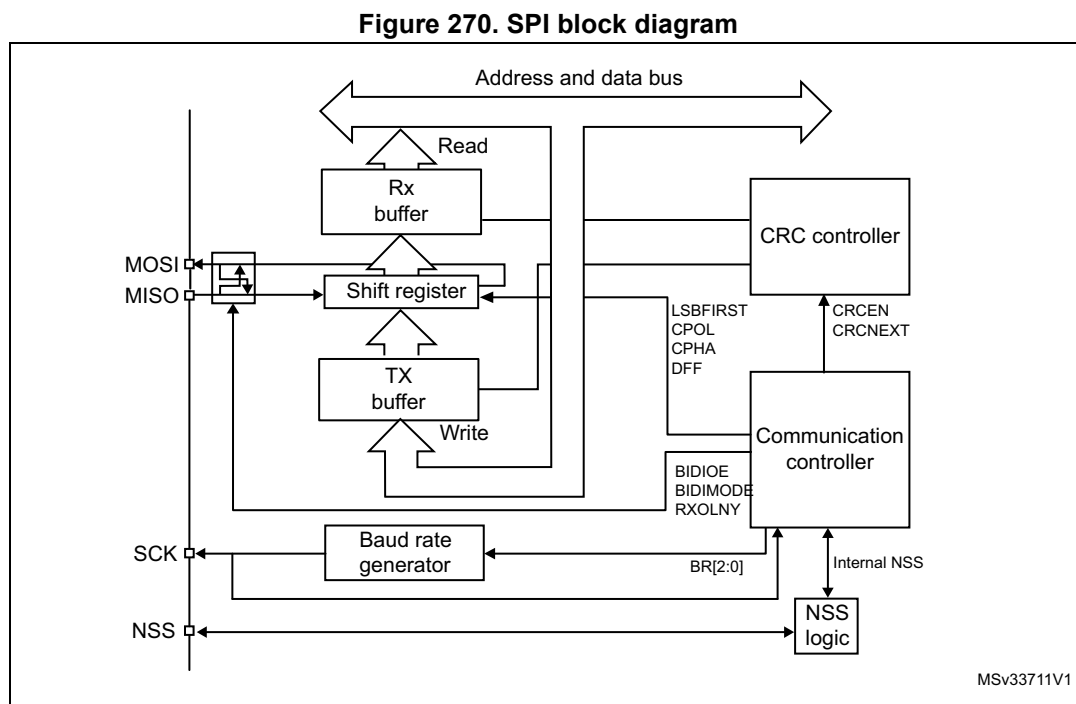 Figure 270. SPI block diagram
Address and data bus
Read
Rx
buffer
CRC controller
MOSI
MISO
Shift register
LSBFIRST
CPOL
CPHA
DFF
CRCEN
CRCNEXT
TX
buffer
Write
Communication
controller
BIDIOE
BIDIMODE
RXOLNY
SCK
Baud rate
generator
BR[2:0]
Internal NSS
NSS
NSS
logic
MSv33711V1